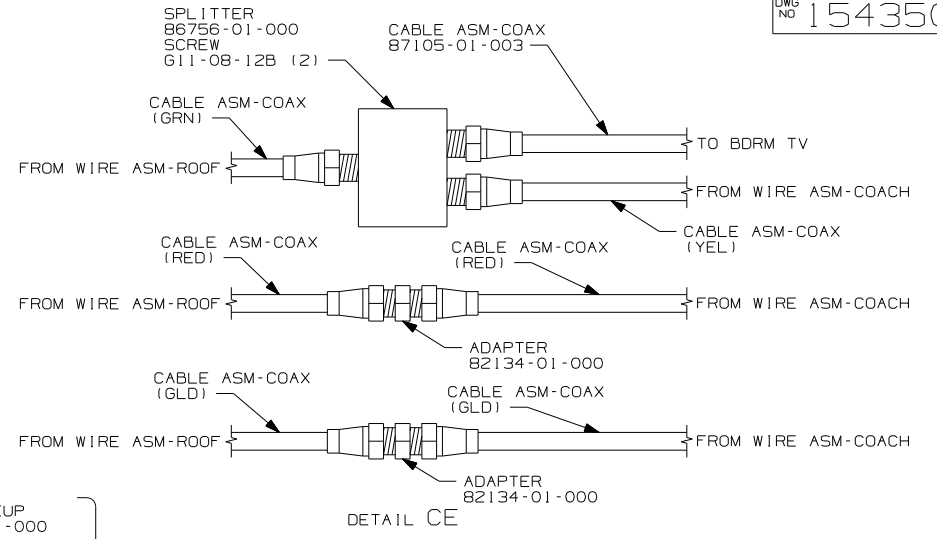 DWG
NO 154350
SPLITTER
86756-01-000
SCREW
G11-08-12B (2)
CABLE ASM-COAX
87105-01-003
CABLE ASM-COAX
(GRN)
FROM WIRE ASM-ROOF
TO BDRM TV
FROM WIRE ASM-COACH
CABLE ASM-COAX
(YEL)
CABLE ASM-COAX
(RED)
CABLE ASM-COAX
(RED)
FROM WIRE ASM-ROOF
FROM WIRE ASM-COACH
ADAPTER
82134-01-000
CABLE ASM-COAX
(GLD)
CABLE ASM-COAX
(GLD)
FROM WIRE ASM-ROOF
FROM WIRE ASM-COACH
ADAPTER
82134-01-000
UP
-000
DETAIL CE